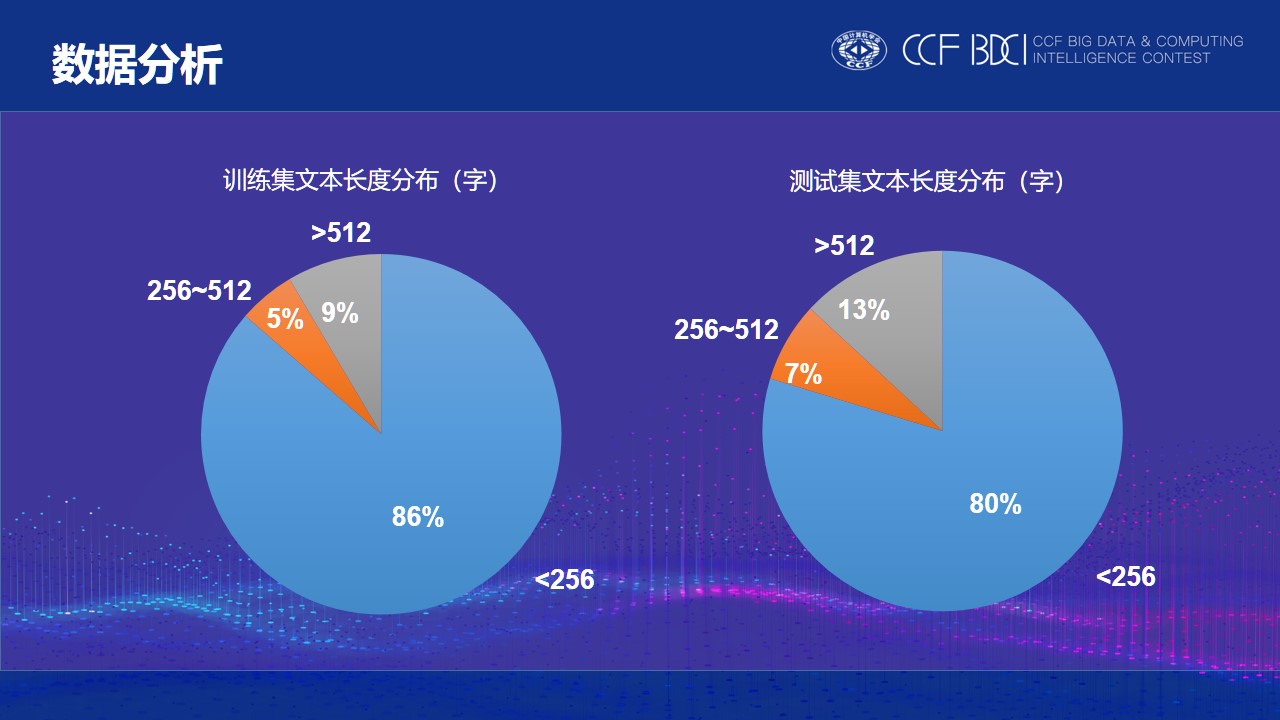 数据分析
中国计算机学会
CCF
CCF BDCI
CCF BIG DATA & COMPUTING
INTELLIGENCE CONTEST
训练集文本长度分布（字）
>512
256~512
5%
9%
86%
<256
测试集文本长度分布（字）
>512
256~512
13%
7%
80%
<256